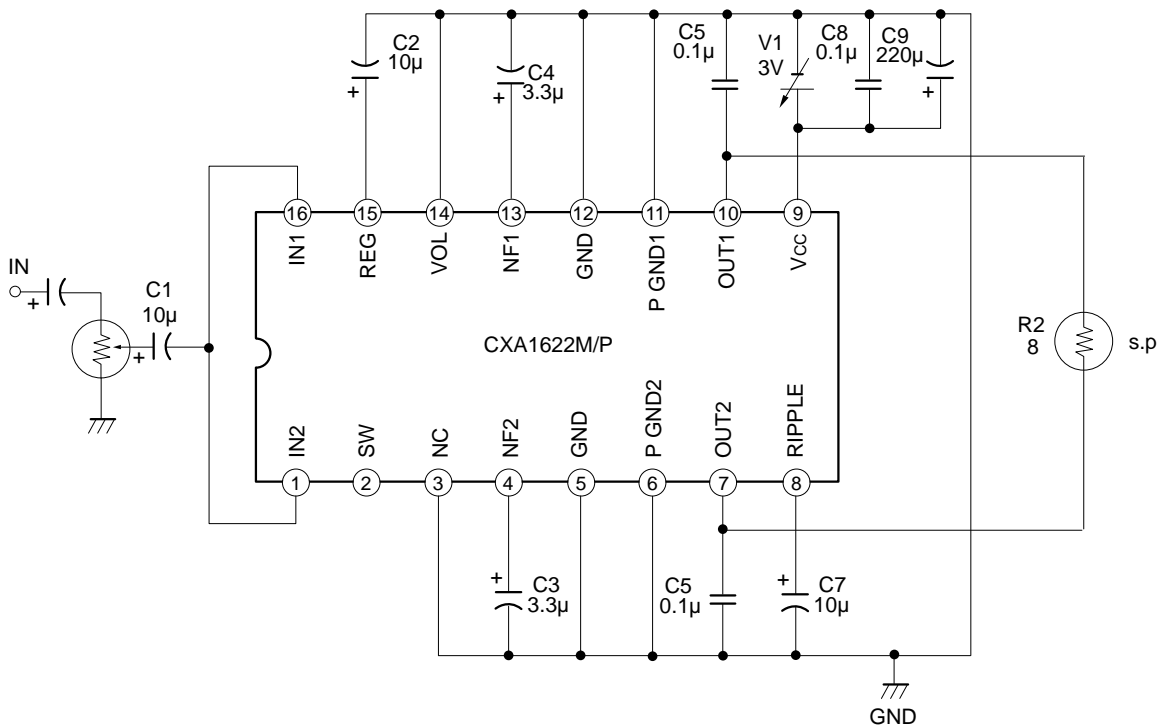 C2
10µ
+
C4
3.3µ
+
C5
0.1µ
V1
3V
C8
0.1µ
C9
220µ
+
16
15
14
13
12
11
10
9
IN1
REG
VOL
NF1
GND
P GND1
OUT1
Vcc
IN
+
C1
10µ
+
CXA1622M/P
R2
8
s.p
IN2
SW
NC
NF2
GND
P GND2
OUT2
RIPPLE
1
2
3
4
5
6
7
8
+
C3
3.3µ
C5
0.1µ
+
C7
10µ
GND